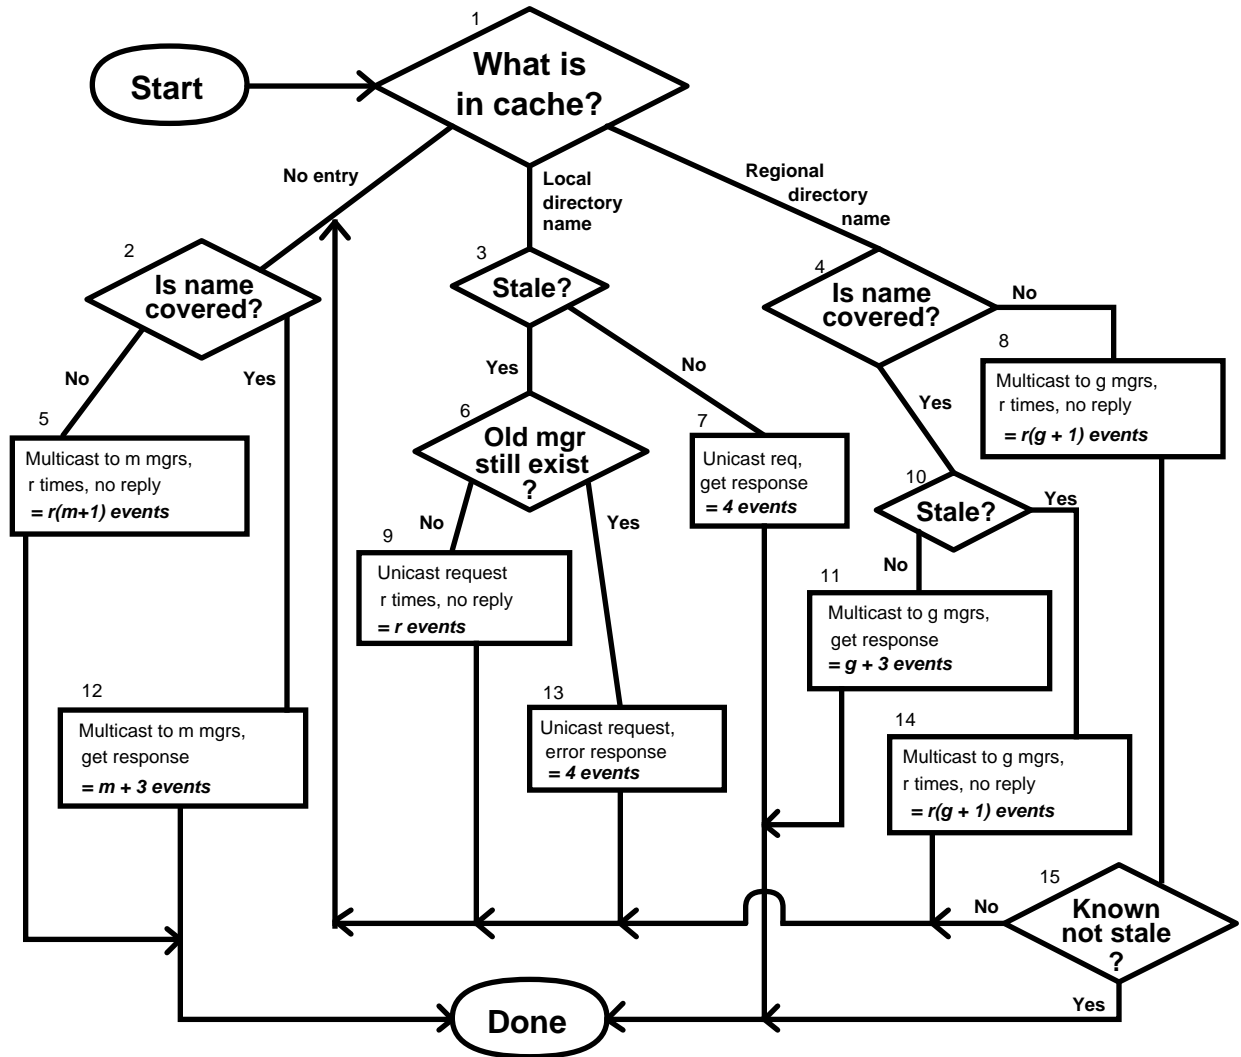 1
Start
What is
in cache?
No entry
Local
directory
name
Regional
directory
name
2
Is name
covered?
3
Stale?
4
Is name
covered?
No
No
Yes
5
Multicast to m mgrs,
r times, no reply
= r(m+1) events
Yes
No
6
Old mgr
still exist
?
7
Unicast req,
get response
= 4 events
Yes
8
Multicast to g mgrs,
r times, no reply
= r(g + 1) events
No
Yes
9
Unicast request
r times, no reply
= r events
10
Stale?
Yes
No
11
Multicast to g mgrs,
get response
= g + 3 events
12
Multicast to m mgrs,
get response
= m + 3 events
13
Unicast request,
error response
= 4 events
14
Multicast to g mgrs,
r times, no reply
= r(g + 1) events
15
No
Known
not stale
?
Yes
Done